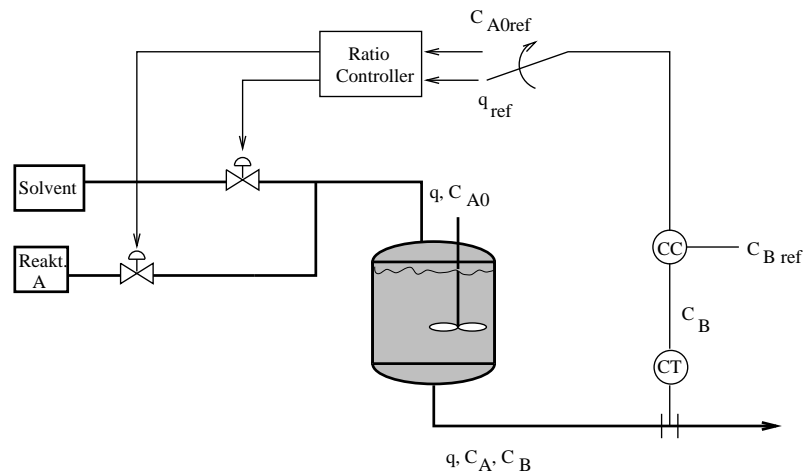 C A0ref
Ratio
Controller
q ref
Solvent
q, C A0
Reakt.
A
CC
C B ref
C B
CT
q, C A, C B